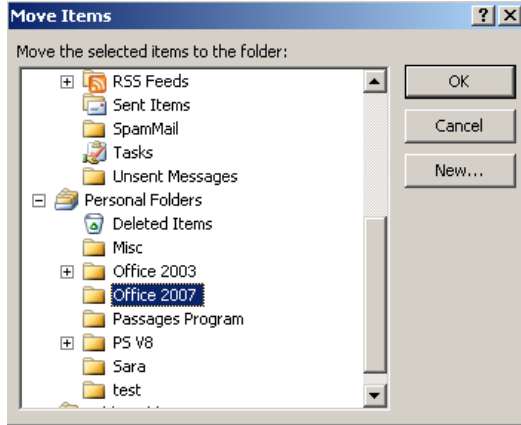 Move Items
Move the selected items to the folder:
RSS Feeds
OK
Sent Items
SpamMail
Cancel
Tasks
Unsent Messages
New...
Personal Folders
Deleted Items
Misc
Office 2003
Office 2007
Passages Program
PS V8
Sara
test